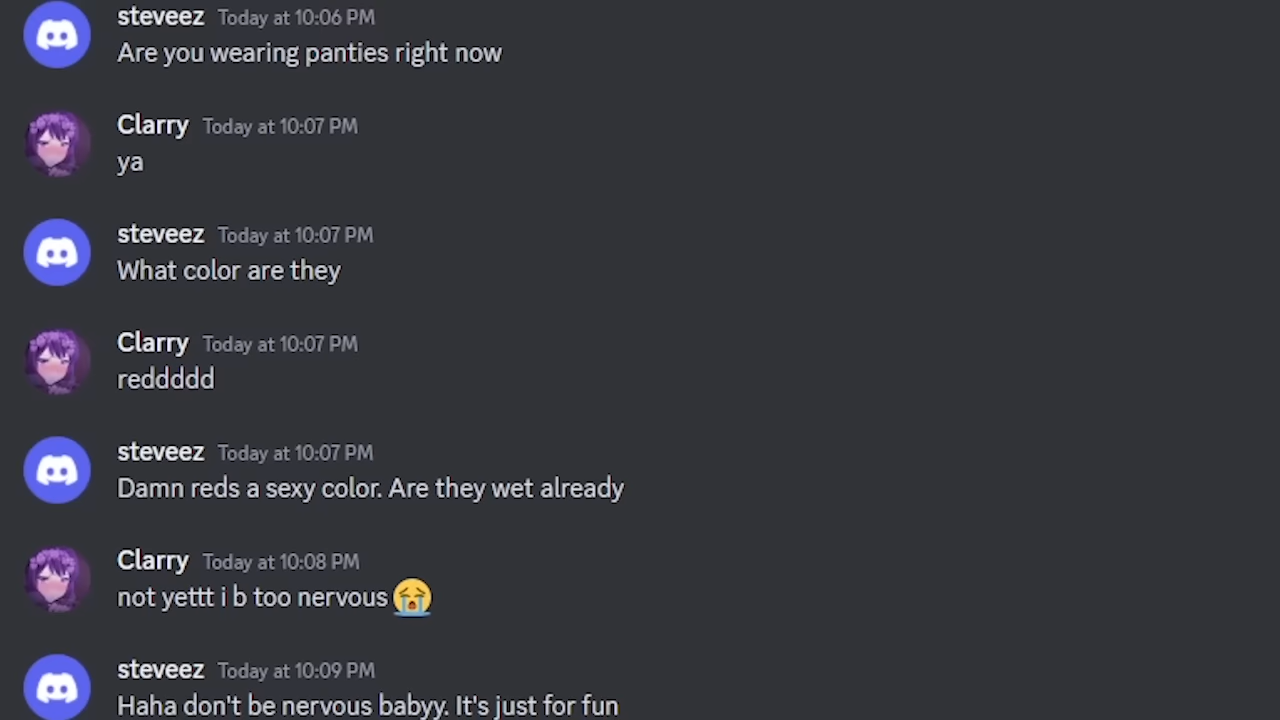 steveez Today at 10:06 PM
Are you wearing panties right now
Clarry Today at 10:07 PM
ya
steveez Today at 10:07 PM
What color are they
Clarry Today at 10:07 PM
reddddd
steveez Today at 10:07 PM
Damn reds a sexy color. Are they wet already
Clarry Today at 10:08 PM
not yettt i b too nervous 😭
steveez Today at 10:09 PM
Haha don't be nervous babyy. It's just for fun